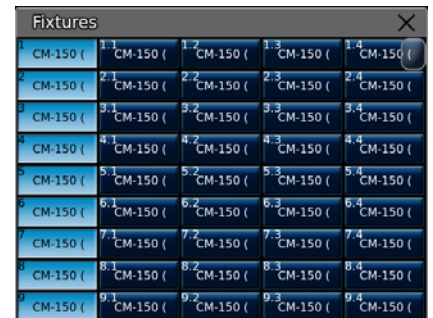 Fixtures
1 CM-150 ( 1.1 CM-150 ( 1.2 CM-150 ( 1.3 CM-150 ( 1.4 CM-150 (
2 CM-150 ( 2.1 CM-150 ( 2.2 CM-150 ( 2.3 CM-150 ( 2.4 CM-150 (
3 CM-150 ( 3.1 CM-150 ( 3.2 CM-150 ( 3.3 CM-150 ( 3.4 CM-150 (
4 CM-150 ( 4.1 CM-150 ( 4.2 CM-150 ( 4.3 CM-150 ( 4.4 CM-150 (
5 CM-150 ( 5.1 CM-150 ( 5.2 CM-150 ( 5.3 CM-150 ( 5.4 CM-150 (
6 CM-150 ( 6.1 CM-150 ( 6.2 CM-150 ( 6.3 CM-150 ( 6.4 CM-150 (
7 CM-150 ( 7.1 CM-150 ( 7.2 CM-150 ( 7.3 CM-150 ( 7.4 CM-150 (
8 CM-150 ( 8.1 CM-150 ( 8.2 CM-150 ( 8.3 CM-150 ( 8.4 CM-150 (
9 CM-150 ( 9.1 CM-150 ( 9.2 CM-150 ( 9.3 CM-150 ( 9.4 CM-150 (